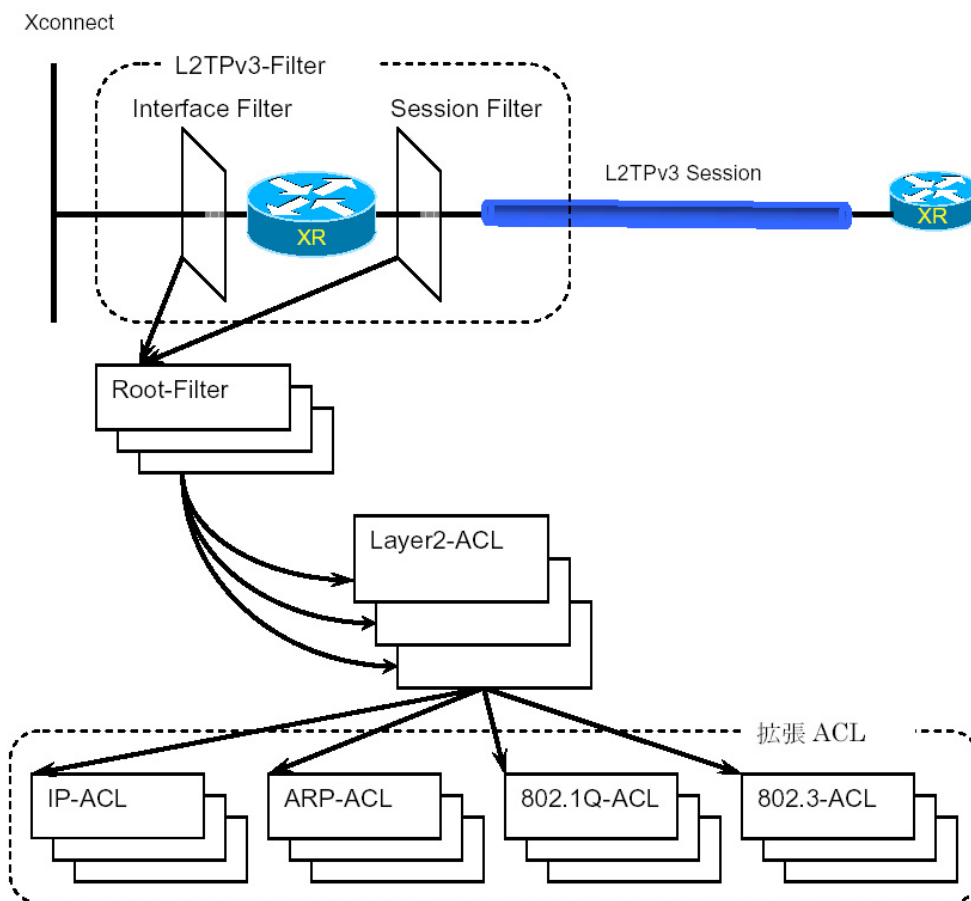 Xconnect
L2TPv3-Filter
Interface Filter
Session Filter
L2TPv3 Session
XR
XR
Root-Filter
Layer2-ACL
拡張 ACL
IP-ACL
ARP-ACL
802.1Q-ACL
802.3-ACL